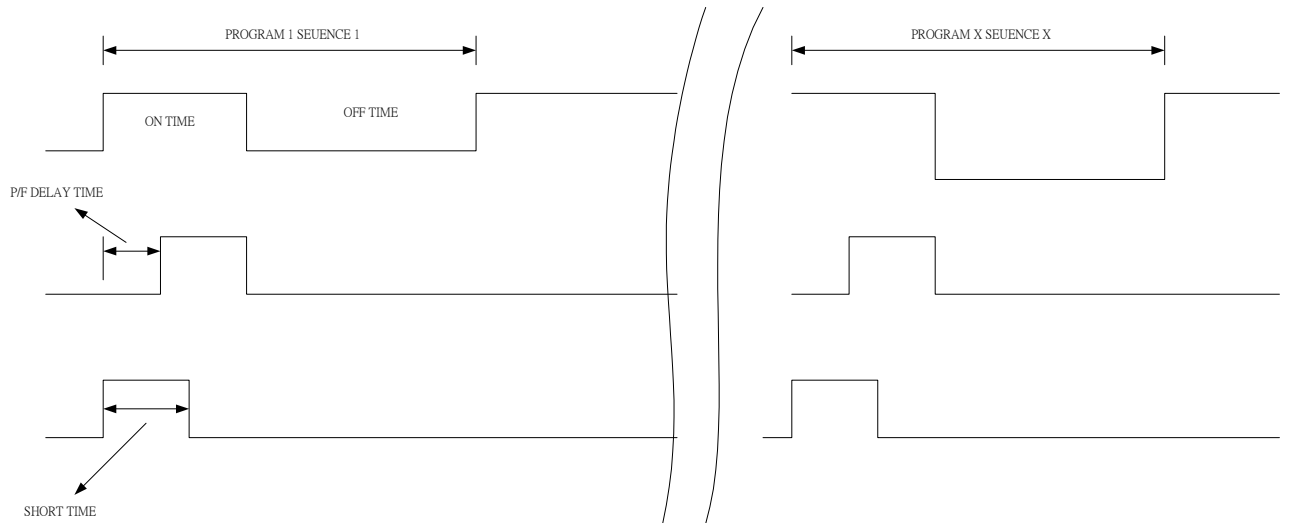 PROGRAM 1 SEUENCE 1
PROGRAM X SEUENCE X
ON TIME
OFF TIME
P/F DELAY TIME
SHORT TIME